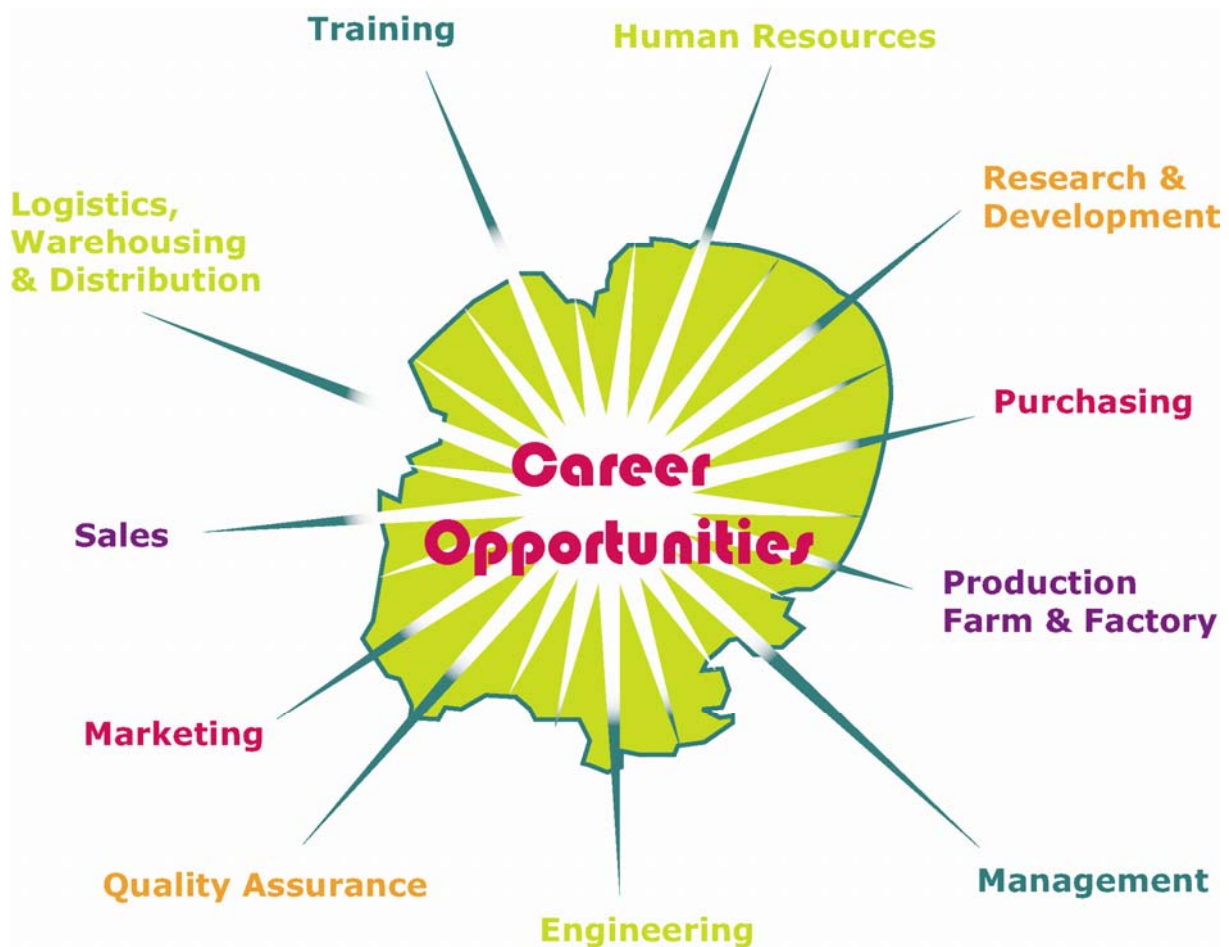 Training
Human Resources
Research &
Development
Logistics,
Warehousing
& Distribution
Purchasing
Career
Opportunities
Sales
Production
Farm & Factory
Marketing
Quality Assurance
Management
Engineering